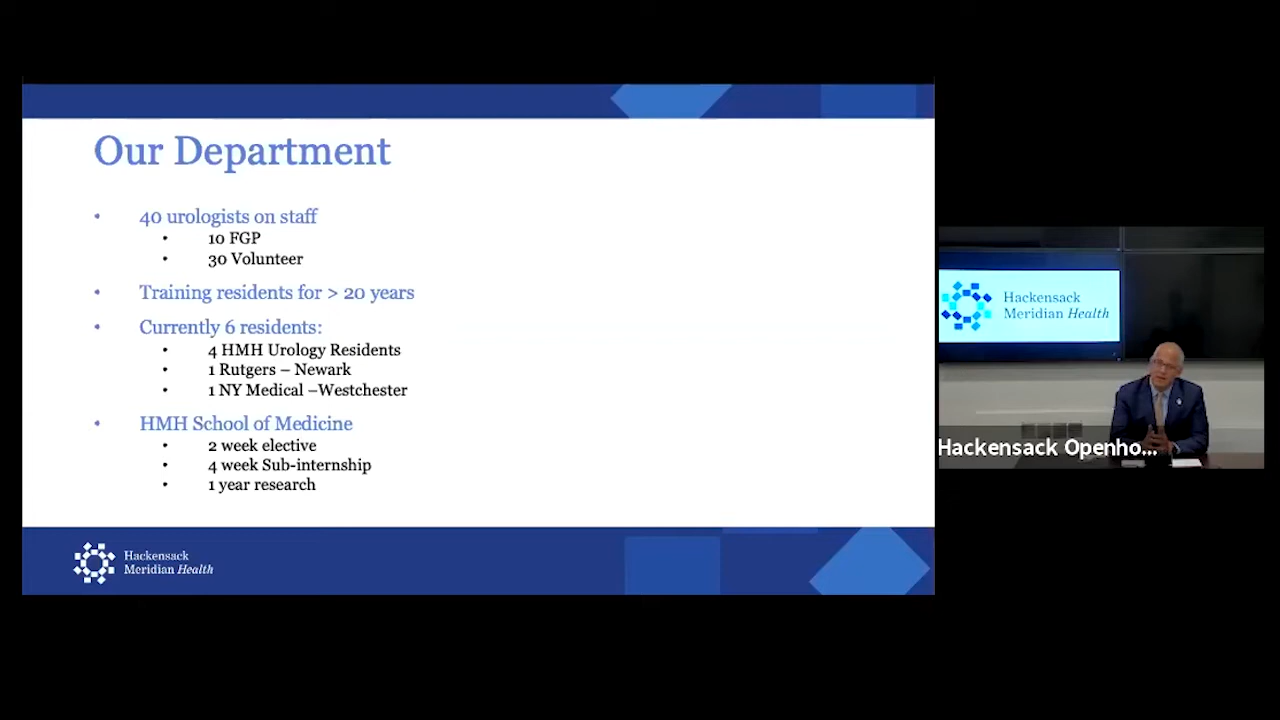 Our Department
• 40 urologists on staff
• 10 FGP
• 30 Volunteer
• Training residents for > 20 years
• Currently 6 residents:
• 4 HMH Urology Residents
• 1 Rutgers – Newark
• 1 NY Medical –Westchester
• HMH School of Medicine
• 2 week elective
• 4 week Sub-internship
• 1 year research
Hackensack
Meridian Health
Hackensack
Meridian Health
Hackensack Openho...